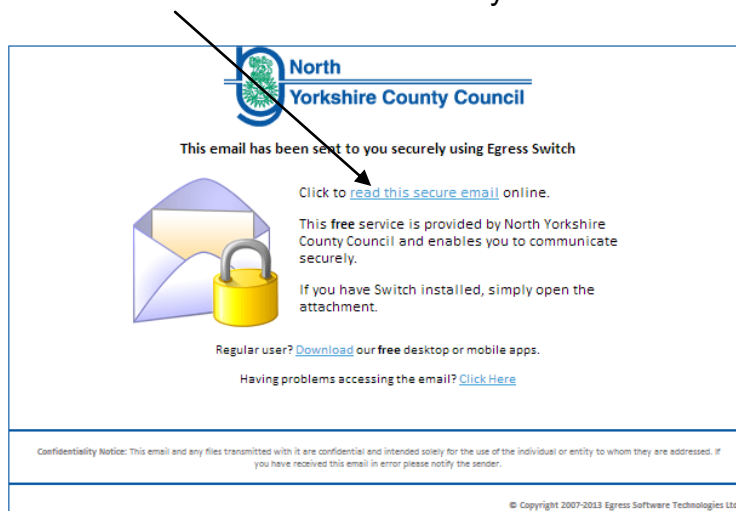 North
Yorkshire County Council
This email has been sent to you securely using Egress Switch
Click to read this secure email online.
This free service is provided by North Yorkshire
County Council and enables you to communicate
securely.
If you have Switch installed, simply open the
attachment.
Regular user? Download our free desktop or mobile apps.
Having problems accessing the email? Click Here
Confidentiality Notice: This email and any files transmitted with it are confidential and intended solely for the use of the individual or entity to whom they are addressed. If
you have received this email in error please notify the sender.
© Copyright 2007-2013 Egress Software Technologies Ltd